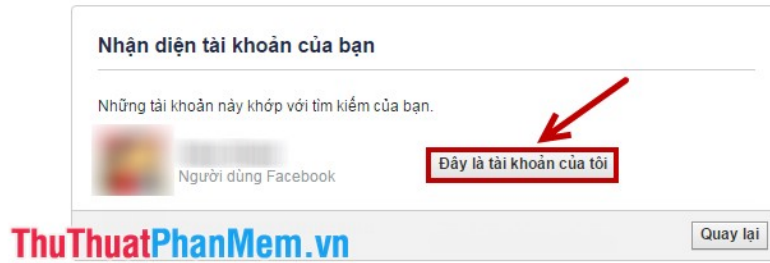 Nhận diện tài khoản của bạn
Những tài khoản này khớp với tìm kiếm của bạn.
Đây là tài khoản của tôi
Người dùng Facebook
Quay lại
ThuThuatPhanMem.vn